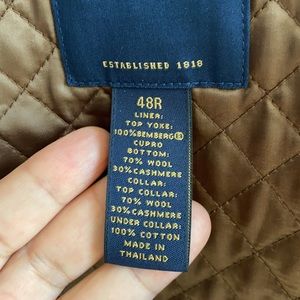 ESTABLISHED 1818
48R
LINER:
TOP YOKE:
100%BEMBERG®
CUPRO
BOTTOM:
70% WOOL
30%CASHMERE
COLLAR:
TOP COLLAR:
70% WOOL
30%CASHMERE
UNDER COLLAR:
100% COTTON
MADE IN
THAILAND